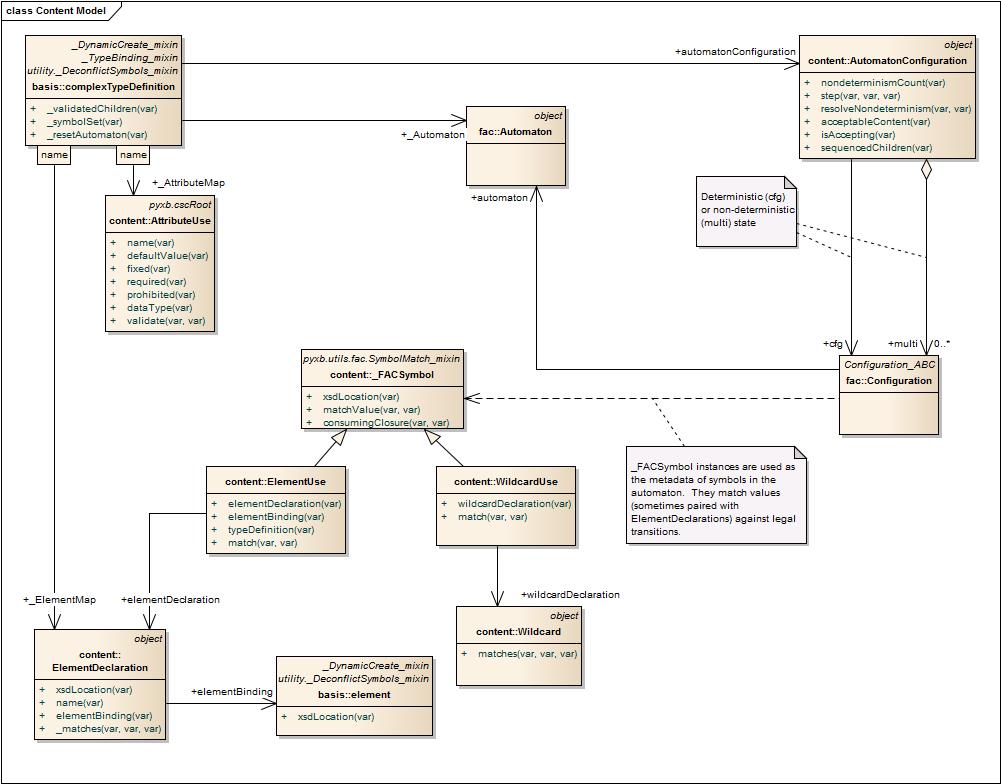 class Content Model
_DynamicCreate_mixin
_TypeBinding_mixin
utility._DeconflictSymbols_mixin
basis::complexTypeDefinition
+ _validatedChildren(var)
+ _symbolSet(var)
+ _resetAutomaton(var)
name
name
+automatonConfiguration
object
content::AutomatonConfiguration
+ nondeterminismCount(var)
+ step(var, var, var)
+ resolveNondeterminism(var, var)
+ acceptableContent(var)
+ isAccepting(var)
+ sequencedChildren(var)
+_Automaton
object
fac::Automaton
+automaton
+_AttributeMap
pyxb.cscRoot
content::AttributeUse
+ name(var)
+ defaultValue(var)
+ fixed(var)
+ required(var)
+ prohibited(var)
+ dataType(var)
+ validate(var, var)
Deterministic (cfg)
or non-deterministic
(multi) state
+cfg
+multi
0..*
Configuration_ABC
fac::Configuration
pyxb.utils.fac.SymbolMatch_mixin
content::_FACSymbol
+ xsdLocation(var)
+ matchValue(var, var)
+ consumingClosure(var, var)
_FACSymbol instances are used as
the metadata of symbols in the
automaton.  They match values
(sometimes paired with
ElementDeclarations) against legal
transitions.
content::ElementUse
+ elementDeclaration(var)
+ elementBinding(var)
+ typeDefinition(var)
+ match(var, var)
content::WildcardUse
+ wildcardDeclaration(var)
+ match(var, var)
+_ElementMap
+elementDeclaration
+wildcardDeclaration
object
content::
ElementDeclaration
+ xsdLocation(var)
+ name(var)
+ elementBinding(var)
+ _matches(var, var, var)
+elementBinding
_DynamicCreate_mixin
utility._DeconflictSymbols_mixin
basis::element
+ xsdLocation(var)
object
content::Wildcard
+ matches(var, var, var)